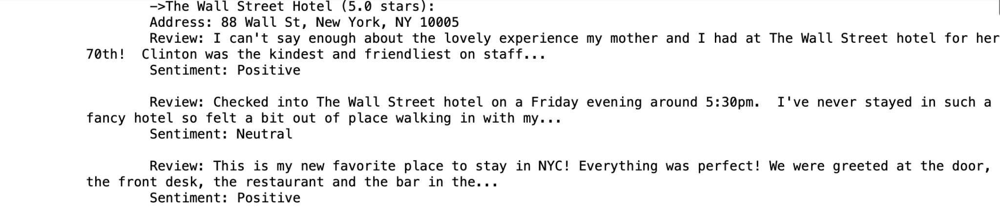 —>The Wall Street Hotel (5.0 stars):
Address: 88 Wall St, New York, NY 10005
Review: I can't say enough about the lovely experience my mother and I had at The Wall Street hotel for her
70th!  Clinton was the kindest and friendliest on staff...
Sentiment: Positive
Review: Checked into The Wall Street hotel on a Friday evening around 5:30pm.  I've never stayed in such a
fancy hotel so felt a bit out of place walking in with my...
Sentiment: Neutral
Review: This is my new favorite place to stay in NYC! Everything was perfect! We were greeted at the door,
the front desk, the restaurant and the bar in the...
Sentiment: Positive